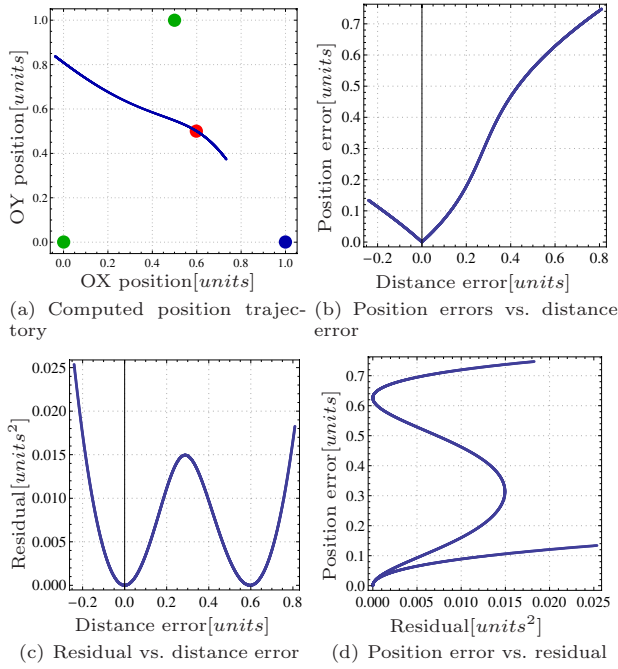 OY position[units]
1.0
0.8
0.6
0.4
0.2
0.0
0.0 0.2 0.4 0.6 0.8 1.0
OX position[units]
(a) Computed position trajec-
tory
Position error[units]
0.7
0.6
0.5
0.4
0.3
0.2
0.1
0.0
-0.2 0.0 0.2 0.4 0.6 0.8
Distance error[units]
(b) Position errors vs. distance
error
Residual[units²]
0.025
0.020
0.015
0.010
0.005
0.000
-0.2 0.0 0.2 0.4 0.6 0.8
Distance error[units]
(c) Residual vs. distance error
Position error[units]
0.7
0.6
0.5
0.4
0.3
0.2
0.1
0.0
0.000 0.005 0.010 0.015 0.020 0.025
Residual[units²]
(d) Position error vs. residual